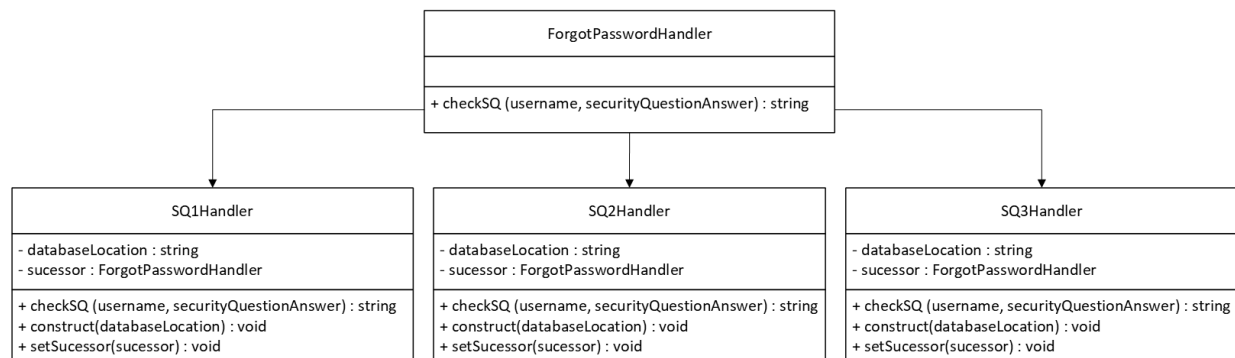 ForgotPasswordHandler
+ checkSQ (username, securityQuestionAnswer) : string
SQ1Handler
- databaseLocation : string
- sucessor : ForgotPasswordHandler
+ checkSQ (username, securityQuestionAnswer) : string
+ construct(databaseLocation) : void
+ setSucessor(sucessor) : void
SQ2Handler
- databaseLocation : string
- sucessor : ForgotPasswordHandler
+ checkSQ (username, securityQuestionAnswer) : string
+ construct(databaseLocation) : void
+ setSucessor(sucessor) : void
SQ3Handler
- databaseLocation : string
- sucessor : ForgotPasswordHandler
+ checkSQ (username, securityQuestionAnswer) : string
+ construct(databaseLocation) : void
+ setSucessor(sucessor) : void